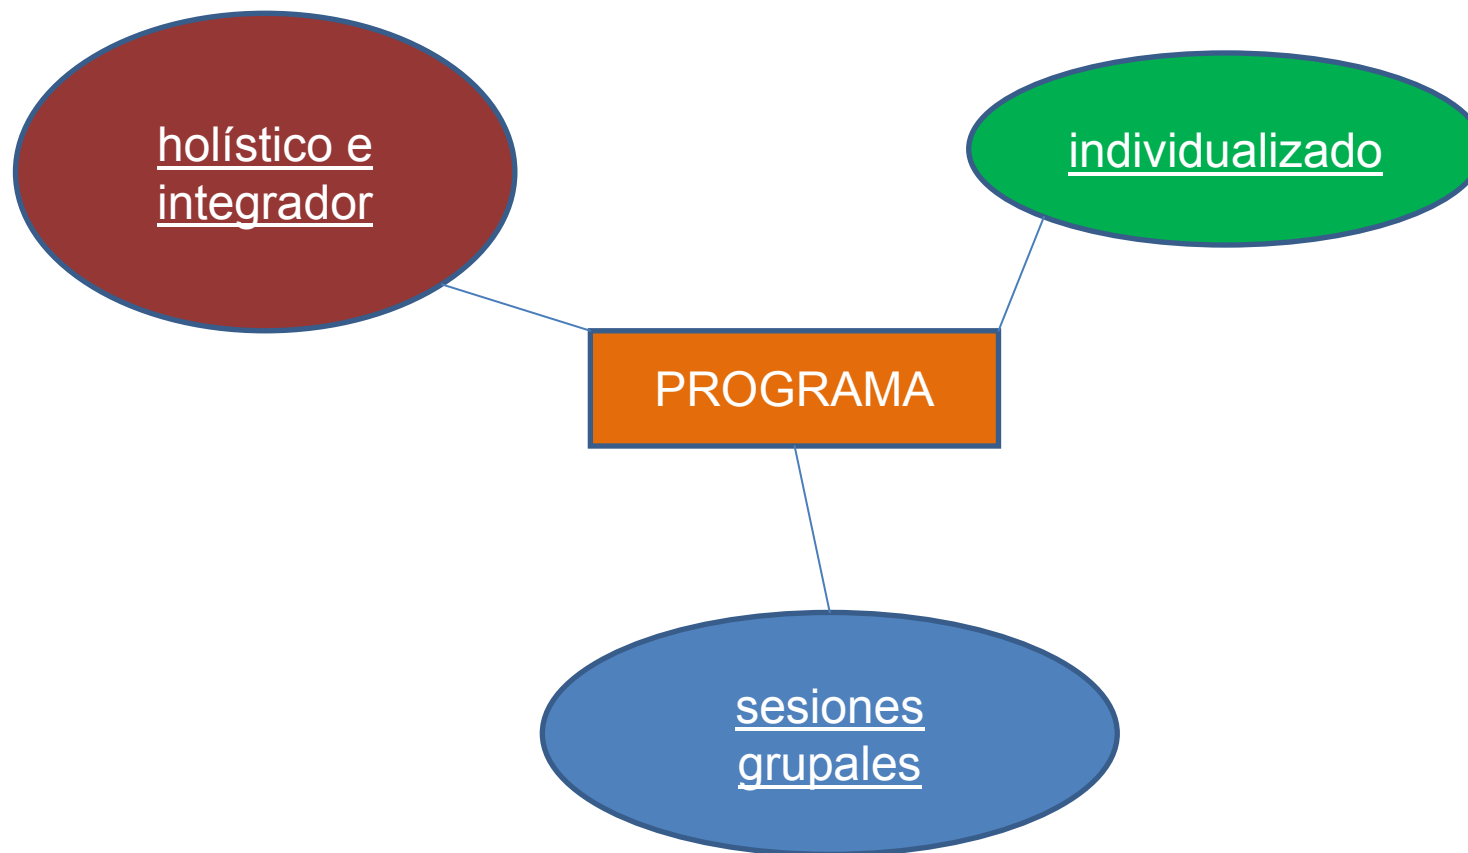 holístico e
integrador
individualizado
PROGRAMA
sesiones
grupales